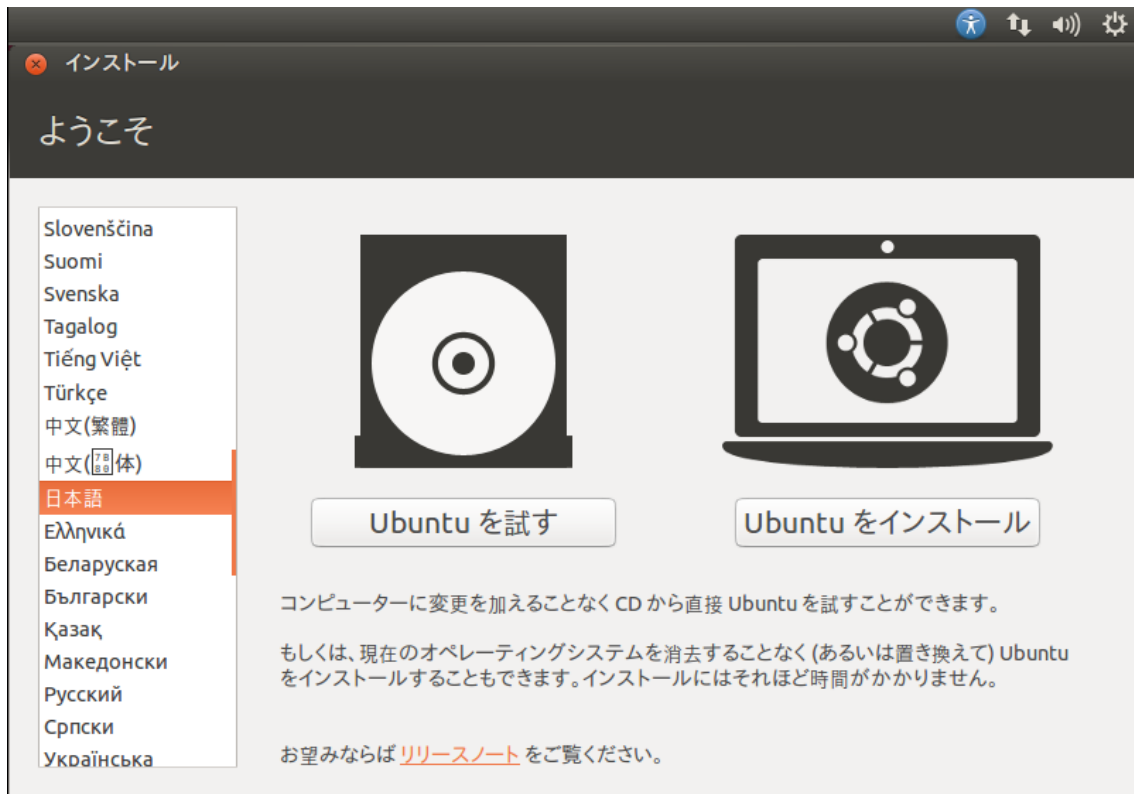 インストール
ようこそ
Slovenščina
Suomi
Svenska
Tagalog
Tiếng Việt
Türkçe
中文(繁體)
中文(体)
日本語
Ελληνικά
Беларуская
Български
Қазақ
Македонски
Русский
Српски
Українська
Ubuntu を試す
Ubuntu をインストール
コンピューターに変更を加えることなく CD から直接 Ubuntu を試すことができます。
もしくは、現在のオペレーティングシステムを消去することなく (あるいは置き換えて) Ubuntu
をインストールすることもできます。インストールにはそれほど時間がかかりません。
お望みならば リリースノート をご覧ください。